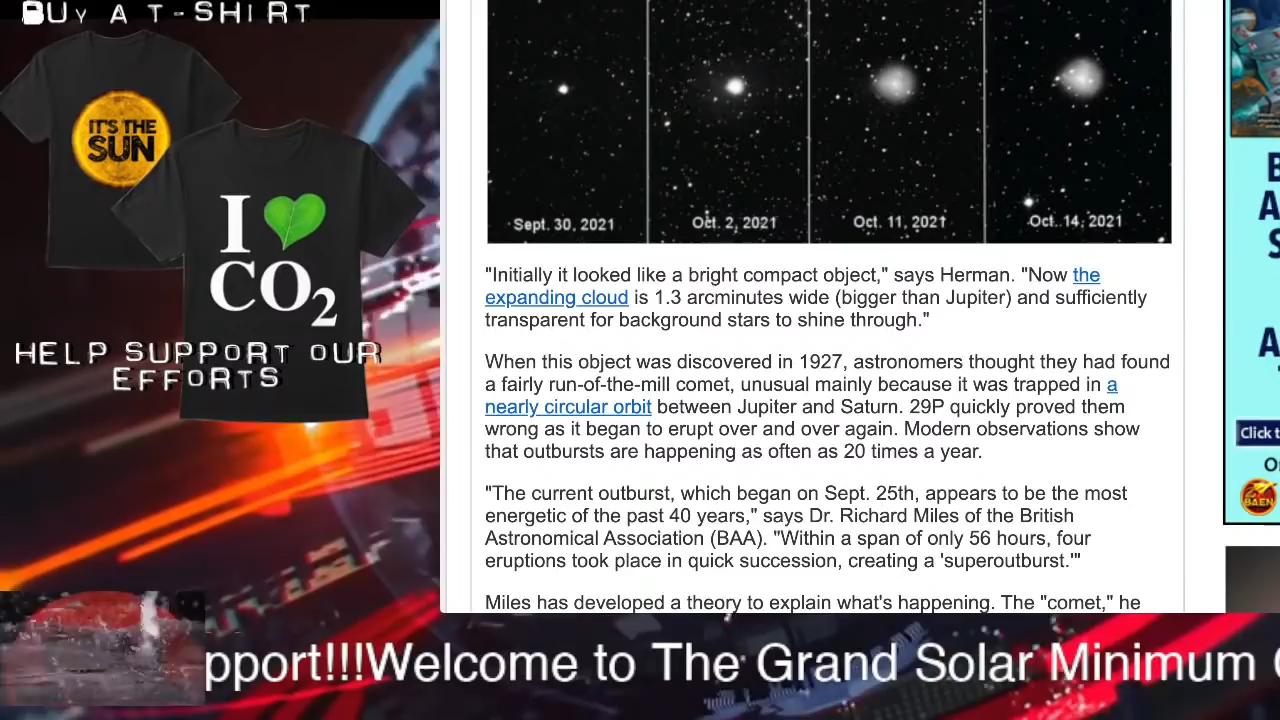 BUY A T-SHIRT
IT'S THE
SUN
I
CO2
HELP SUPPORT OUR
EFFORTS
Sept. 30, 2021
Oct. 2, 2021
Oct. 11, 2021
Oct. 14, 2021
"Initially it looked like a bright compact object," says Herman. "Now the
expanding cloud is 1.3 arcminutes wide (bigger than Jupiter) and sufficiently
transparent for background stars to shine through."
When this object was discovered in 1927, astronomers thought they had found
a fairly run-of-the-mill comet, unusual mainly because it was trapped in a
nearly circular orbit between Jupiter and Saturn. 29P quickly proved them
wrong as it began to erupt over and over again. Modern observations show
that outbursts are happening as often as 20 times a year.
"The current outburst, which began on Sept. 25th, appears to be the most
energetic of the past 40 years," says Dr. Richard Miles of the British
Astronomical Association (BAA). "Within a span of only 56 hours, four
eruptions took place in quick succession, creating a 'superoutburst.'"
Miles has developed a theory to explain what's happening. The "comet," he
Click t
BAEN
pport!!!Welcome to The Grand Solar Minimum